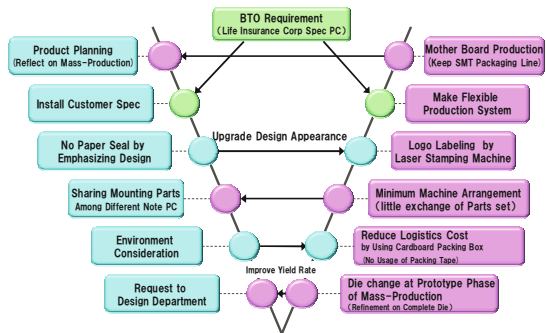 BTO Requirement
(Life Insurance Corp Spec PC)
Product Planning
(Reflect on Mass-Production)
Mother Board Production
(Keep SMT Packaging Line)
Install Customer Spec
Make Flexible
Production System
No Paper Seal by
Emphasizing Design
Upgrade Design Appearance
Logo Labeling by
Laser Stamping Machine
Sharing Mounting Parts
Among Different Note PC
Minimum Machine Arrangement
(little exchange of Parts set)
Environment
Consideration
Reduce Logistics Cost
by Using Cardboard Packing Box
(No Usage of Packing Tape)
Improve Yield Rate
Request to
Design Department
Die change at Prototype Phase
of Mass-Production
(Refinement on Complete Die)